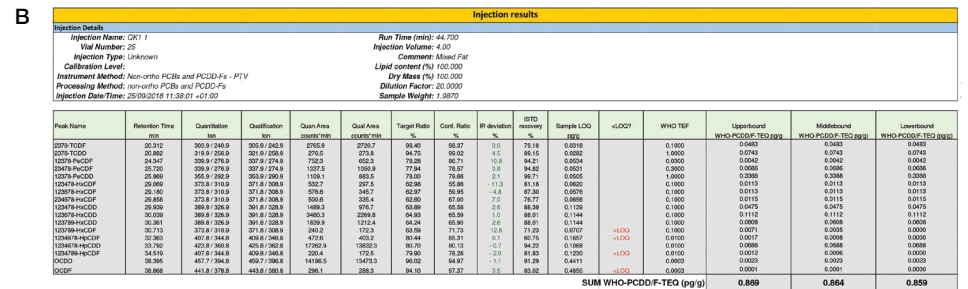 B
Injection results
Injection Details
Injection Name: QK1 1 Run Time (min): 44.700
Vial Number: 25 Injection Volume: 4.00
Injection Type: Unknown Comment: Mixed Fat
Calibration Level: Lipid content (%) 100.000
Instrument Method: Non-ortho PCBs and PCDD-Fs - PTV Dry Mass (%) 100.000
Processing Method: non-ortho PCBs and PCDD-Fs Dilution Factor: 20.0000
Injection Date/Time: 25/09/2018 11:38:01 +01:00 Sample Weight: 1.9870
Peak Name Retention Time Quantitation Qualification Quan Area Qual Area Target Ratio Conf. Ratio IR deviation ISTD recovery Sample LOQ <LOQ? WHO TEF Upperbound Middlebound Lowerbound
min ion ion counts*min counts*min % % % % pg/g WHO-PCDD/F-TEQ pg/g WHO-PCDD/F-TEQ pg/g WHO-PCDD/F-TEQ pg/g
2378-TCDF 20.312 303.9 / 240.9 305.9 / 242.9 2765.9 2720.7 98.40 98.37 0.0 79.18 0.0318 0.1000 0.0483 0.0483 0.0483
2378-TCDD 20.882 319.9 / 256.9 321.9 / 258.9 276.5 273.8 94.75 99.02 4.5 89.15 0.0282 1.0000 0.0743 0.0743 0.0743
12378-PeCDF 24.347 339.9 / 276.9 337.9 / 274.9 752.3 652.3 78.28 86.71 10.8 94.21 0.0534 0.0300 0.0042 0.0042 0.0042
23478-PeCDF 25.720 339.9 / 276.9 337.9 / 274.9 1337.5 1050.9 77.94 78.57 0.8 94.82 0.0531 0.3000 0.0686 0.0686 0.0686
12378-PeCDD 25.969 355.9 / 292.9 353.9 / 290.9 1109.1 883.5 78.00 79.66 2.1 99.71 0.0505 1.0000 0.3388 0.3388 0.3388
123478-HxCDF 29.069 373.8 / 310.9 371.8 / 308.9 532.7 297.5 62.98 55.86 - 11.3 81.18 0.0620 0.1000 0.0113 0.0113 0.0113
123678-HxCDF 29.180 373.8 / 310.9 371.8 / 308.9 576.6 345.7 62.97 59.95 - 4.8 87.30 0.0576 0.1000 0.0113 0.0113 0.0113
234678-HxCDF 29.858 373.8 / 310.9 371.8 / 308.9 500.6 335.4 62.60 67.00 7.0 76.77 0.0656 0.1000 0.0115 0.0115 0.0115
123478-HxCDD 29.939 389.8 / 326.9 391.8 / 328.9 1489.3 976.7 63.89 65.58 2.6 88.39 0.1139 0.1000 0.0475 0.0475 0.0475
123678-HxCDD 30.039 389.8 / 326.9 391.8 / 328.9 3460.3 2269.8 64.93 65.59 1.0 88.01 0.1144 0.1000 0.1112 0.1112 0.1112
123789-HxCDD 30.361 389.8 / 326.9 391.8 / 328.9 1839.9 1212.4 64.24 65.90 2.6 88.01 0.1144 0.1000 0.0608 0.0608 0.0608
123789-HxCDF 30.713 373.8 / 310.9 371.8 / 308.9 240.2 172.3 63.59 71.73 12.8 71.23 0.0707 <LOQ 0.1000 0.0071 0.0035 0.0000
1234678-HpCDF 32.363 407.8 / 344.8 409.8 / 346.8 472.6 403.2 80.44 85.31 6.1 60.75 0.1657 <LOQ 0.0100 0.0017 0.0008 0.0000
1234678-HpCDD 33.792 423.8 / 360.8 425.8 / 362.8 17262.9 13832.3 80.70 80.13 - 0.7 94.22 0.1068 0.0100 0.0688 0.0688 0.0688
1234789-HpCDF 34.519 407.8 / 344.8 409.8 / 346.8 220.4 172.5 79.90 78.28 - 2.0 81.83 0.1230 <LOQ 0.0100 0.0012 0.0006 0.0000
OCDD 38.395 457.7 / 394.8 459.7 / 396.8 14186.5 13473.3 96.02 94.97 - 1.1 91.29 0.4411 0.0003 0.0023 0.0023 0.0023
OCDF 38.668 441.8 / 378.8 443.8 / 380.8 296.1 288.3 94.10 97.37 3.5 83.02 0.4850 <LOQ 0.0003 0.0001 0.0001 0.0000
SUM WHO-PCDD/F-TEQ (pg/g) 0.869 0.864 0.859